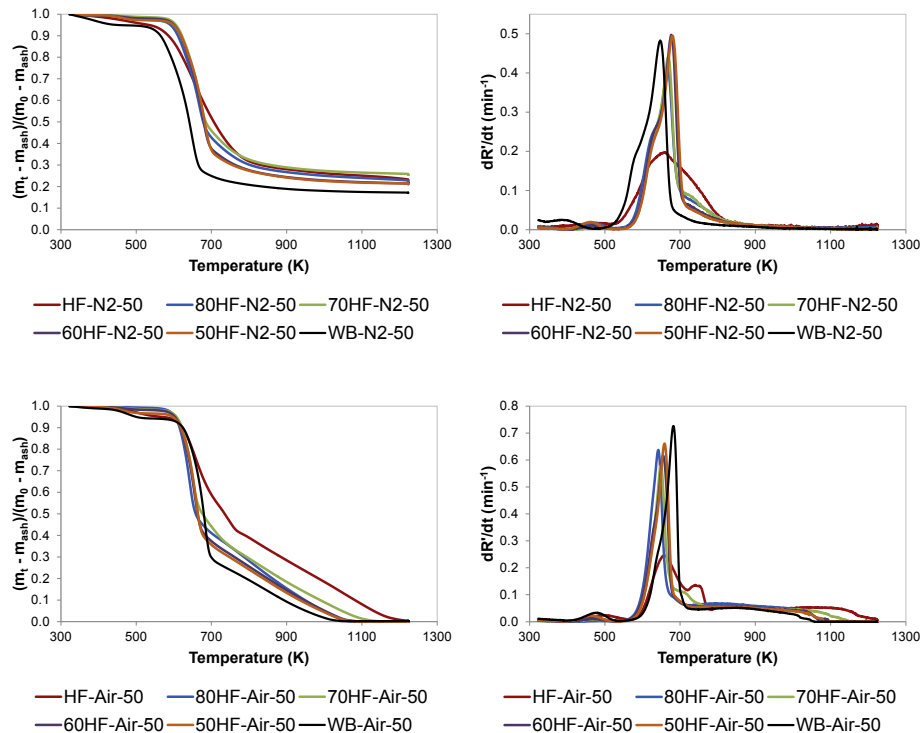 1.0
0.9
0.8
0.7
0.6
0.5
0.4
0.3
0.2
0.1
0.0
300 500 700 900 1100 1300
(mt - mash)/(m0 - mash)
Temperature (K)
HF-N2-50 80HF-N2-50 70HF-N2-50
60HF-N2-50 50HF-N2-50 WB-N2-50
0.5
0.4
0.3
0.2
0.1
0.0
300 500 700 900 1100 1300
dR'/dt (min-1)
Temperature (K)
HF-N2-50 80HF-N2-50 70HF-N2-50
60HF-N2-50 50HF-N2-50 WB-N2-50
1.0
0.9
0.8
0.7
0.6
0.5
0.4
0.3
0.2
0.1
0.0
300 500 700 900 1100 1300
(mt - mash)/(m0 - mash)
Temperature (K)
HF-Air-50 80HF-Air-50 70HF-Air-50
60HF-Air-50 50HF-Air-50 WB-Air-50
0.8
0.7
0.6
0.5
0.4
0.3
0.2
0.1
0.0
300 500 700 900 1100 1300
dR'/dt (min-1)
Temperature (K)
HF-Air-50 80HF-Air-50 70HF-Air-50
60HF-Air-50 50HF-Air-50 WB-Air-50